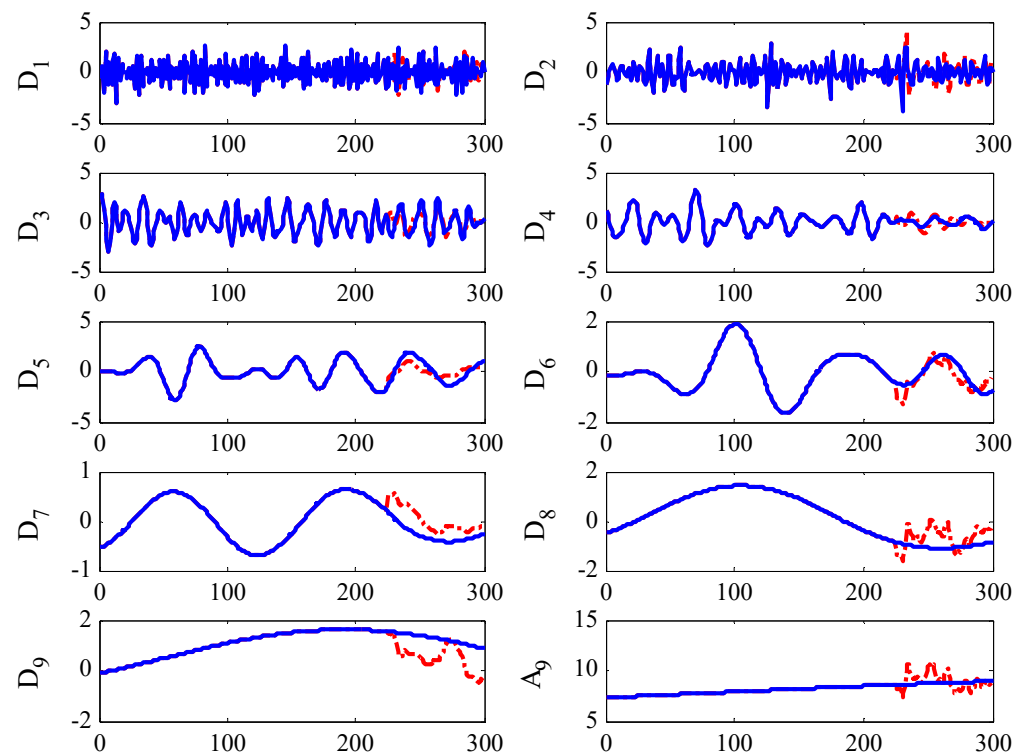 5 5
D1 0 D2 0
-5 -5
0 100 200 300 0 100 200 300
5 5
D3 0 D4 0
-5 -5
0 100 200 300 0 100 200 300
5 2
D5 0 D6 0
-5 -2
0 100 200 300 0 100 200 300
1 2
D7 0 D8 0
-1 -2
0 100 200 300 0 100 200 300
2 15
D9 0 A9 10
-2 5
0 100 200 300 0 100 200 300